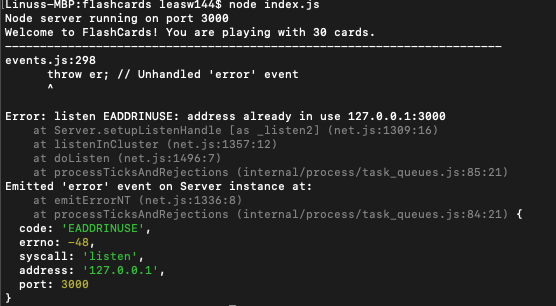 [Linuss-MBP:flashcards leasw144$ node index.js
Node server running on port 3000
Welcome to FlashCards! You are playing with 30 cards.
-----------------------------------------------------------------------
events.js:298
      throw er; // Unhandled 'error' event
      ^

Error: listen EADDRINUSE: address already in use 127.0.0.1:3000
    at Server.setupListenHandle [as _listen2] (net.js:1309:16)
    at listenInCluster (net.js:1357:12)
    at doListen (net.js:1496:7)
    at processTicksAndRejections (internal/process/task_queues.js:85:21)
Emitted 'error' event on Server instance at:
    at emitErrorNT (net.js:1336:8)
    at processTicksAndRejections (internal/process/task_queues.js:84:21) {
  code: 'EADDRINUSE',
  errno: -48,
  syscall: 'listen',
  address: '127.0.0.1',
  port: 3000
}